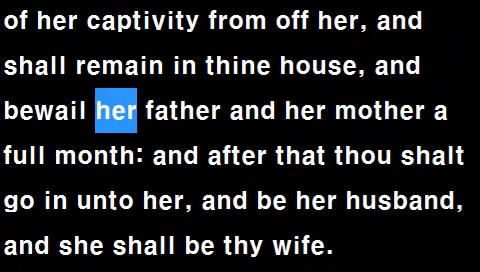 of her captivity from off her, and
shall remain in thine house, and
bewail her father and her mother a
full month: and after that thou shalt
go in unto her, and be her husband,
and she shall be thy wife.